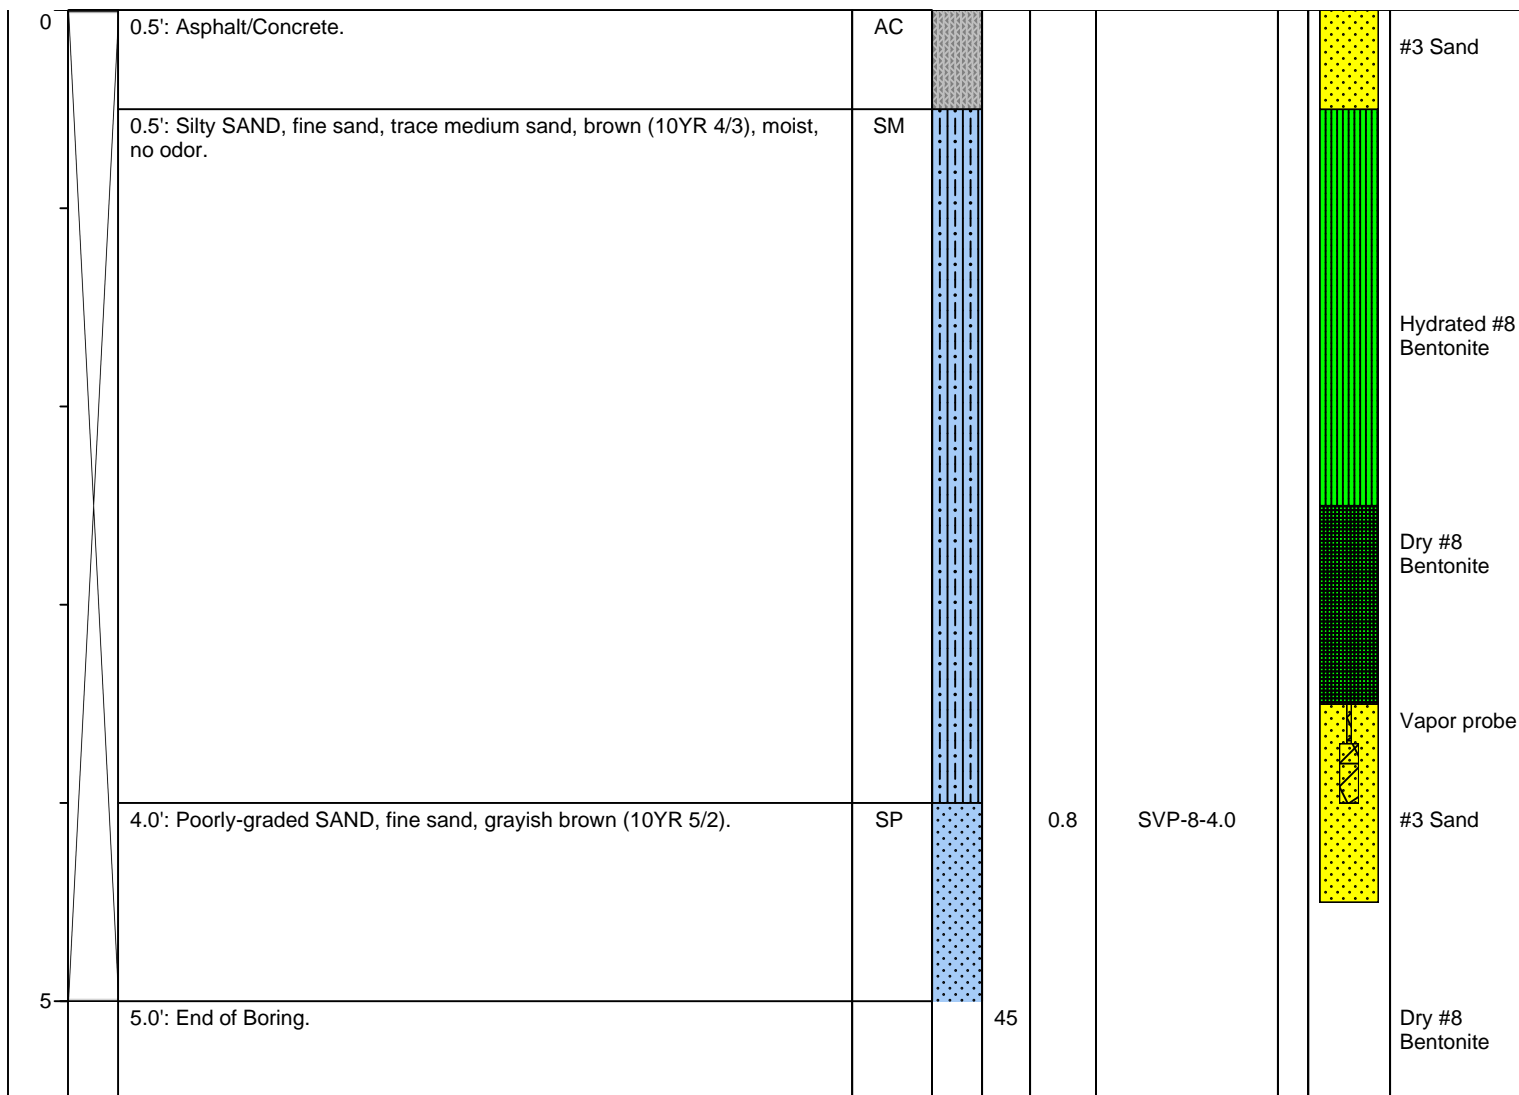 0
0.5': Asphalt/Concrete.
AC
#3 Sand
0.5': Silty SAND, fine sand, trace medium sand, brown (10YR 4/3), moist,
no odor.
SM
Hydrated #8
Bentonite
Dry #8
Bentonite
Vapor probe
4.0': Poorly-graded SAND, fine sand, grayish brown (10YR 5/2).
SP
0.8
SVP-8-4.0
#3 Sand
5
5.0': End of Boring.
45
Dry #8
Bentonite